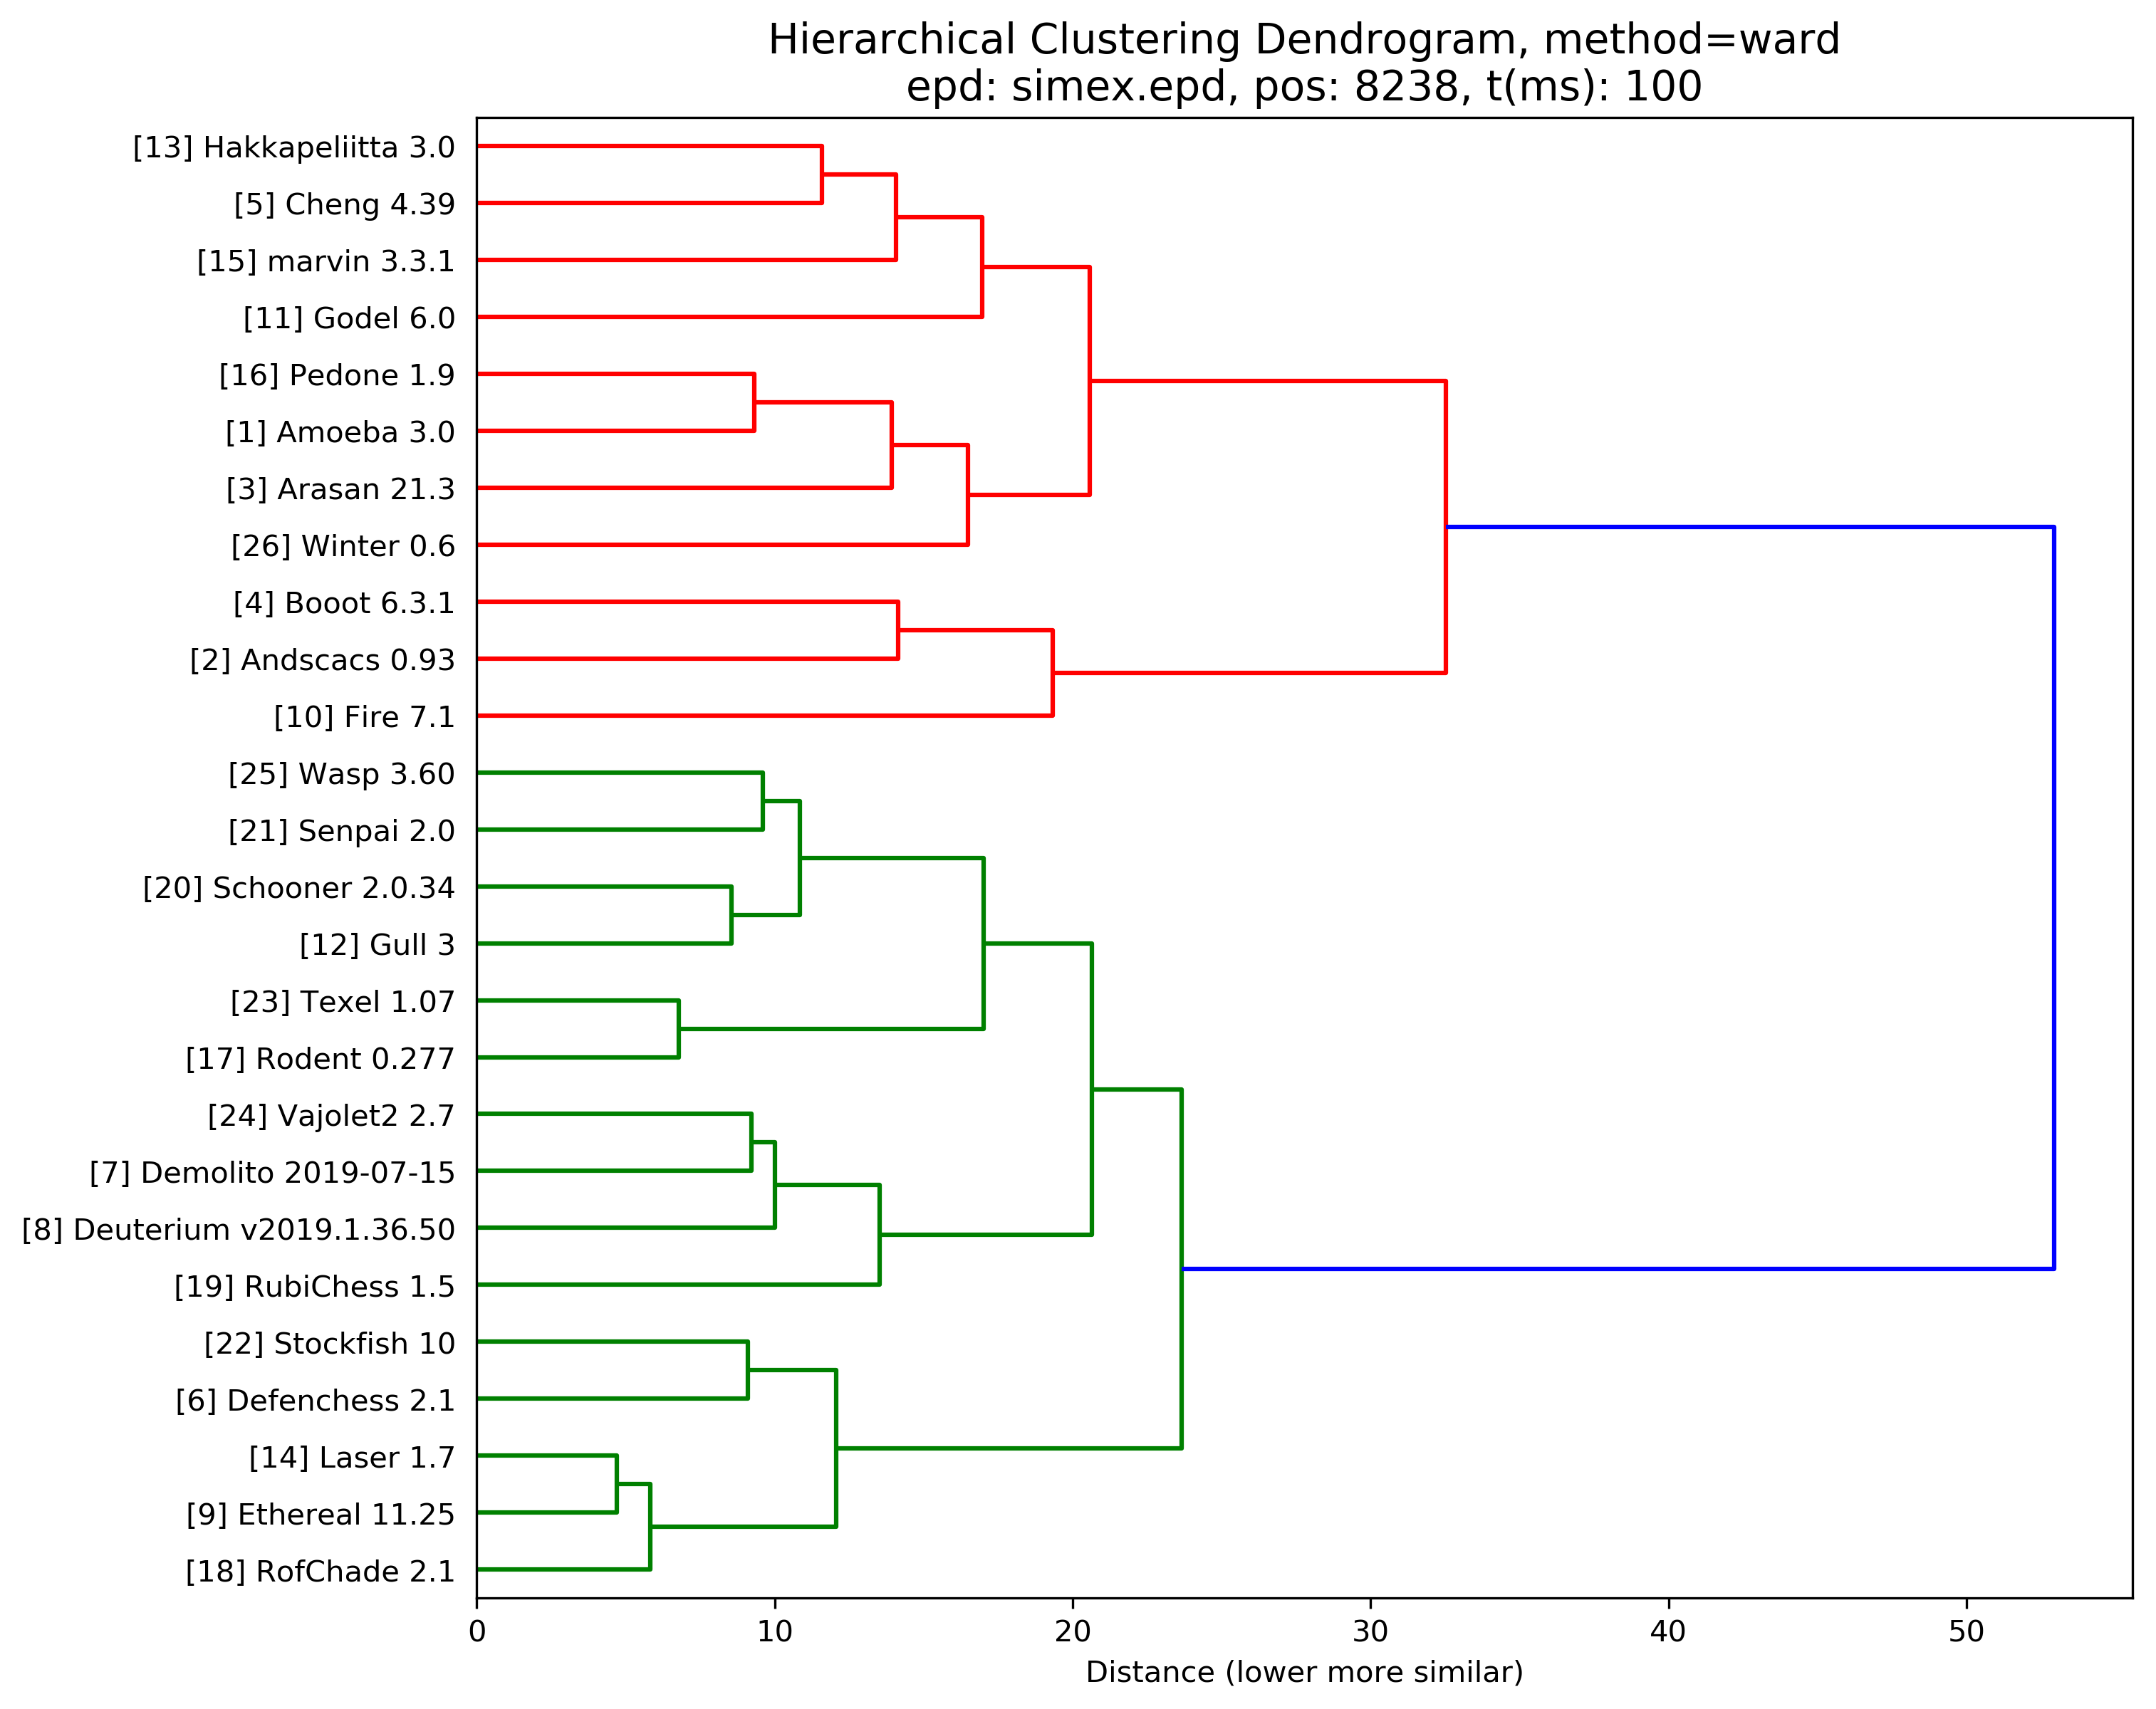 Hierarchical Clustering Dendrogram, method=ward
epd: simex.epd, pos: 8238, t(ms): 100
[13] Hakkapeliitta 3.0
[5] Cheng 4.39
[15] marvin 3.3.1
[11] Godel 6.0
[16] Pedone 1.9
[1] Amoeba 3.0
[3] Arasan 21.3
[26] Winter 0.6
[4] Booot 6.3.1
[2] Andscacs 0.93
[10] Fire 7.1
[25] Wasp 3.60
[21] Senpai 2.0
[20] Schooner 2.0.34
[12] Gull 3
[23] Texel 1.07
[17] Rodent 0.277
[24] Vajolet2 2.7
[7] Demolito 2019-07-15
[8] Deuterium v2019.1.36.50
[19] RubiChess 1.5
[22] Stockfish 10
[6] Defenchess 2.1
[14] Laser 1.7
[9] Ethereal 11.25
[18] RofChade 2.1
0 10 20 30 40 50
Distance (lower more similar)